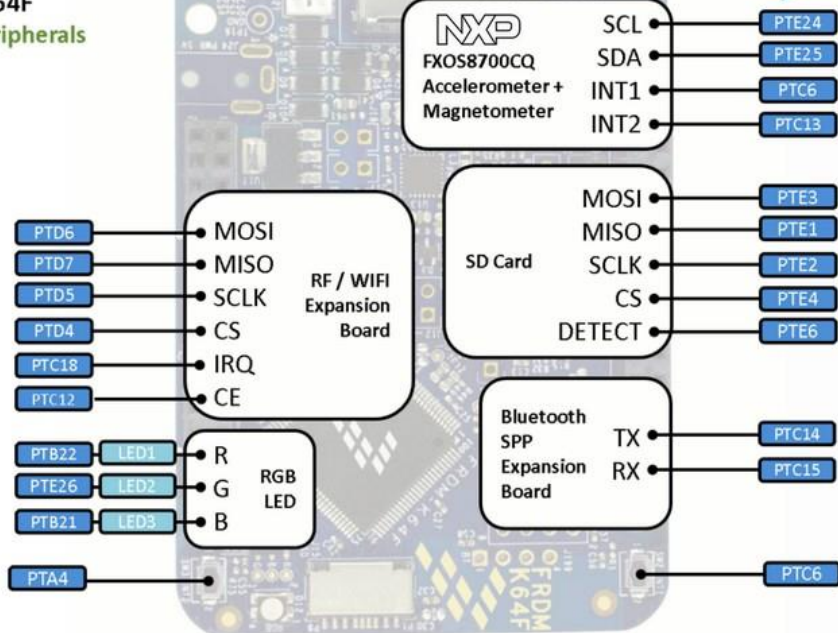 64F
ripherals
NXP
FXOS8700CQ
Accelerometer +
Magnetometer
SCL
SDA
INT1
INT2
PTE24
PTE25
PTC6
PTC13
SD Card
MOSI
MISO
SCLK
CS
DETECT
PTE3
PTE1
PTE2
PTE4
PTE6
PTD6
PTD7
PTD5
PTD4
PTC18
PTC12
MOSI
MISO
SCLK
CS
IRQ
CE
RF / WIFI
Expansion
Board
Bluetooth
SPP
Expansion
Board
TX
RX
PTC14
PTC15
PTB22 LED1 R
PTE26 LED2 G
PTB21 LED3 B
RGB
LED
PTA4
PTC6
FRDM
K64F
FRDM-K64F